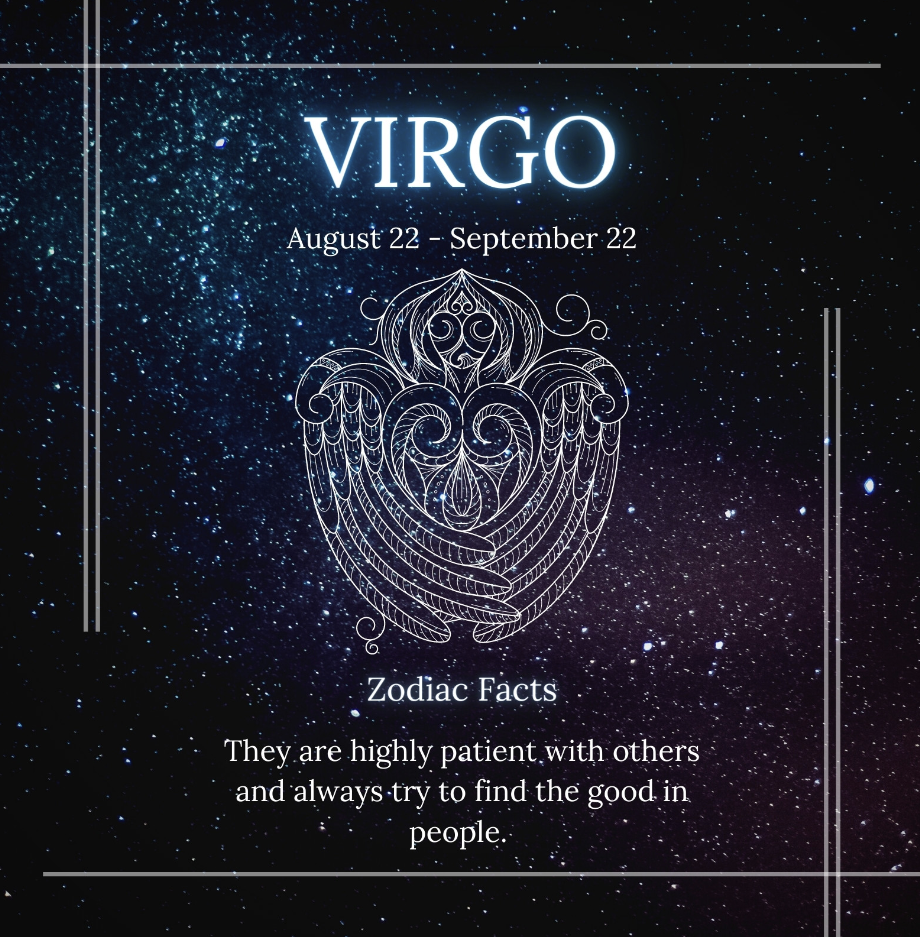 VIRGO
August 22 - September 22
Zodiac Facts
They are highly patient with others
and always try to find the good in
people.